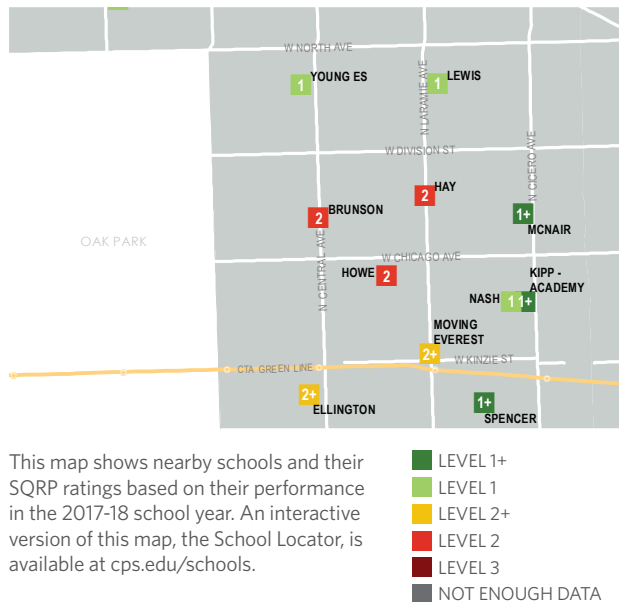 W NORTH AVE
1
YOUNG ES
1
LEWIS
N LARAMIE AVE
W DIVISION ST
N CICERO AVE
2
HAY
2
BRUNSON
1+
MCNAIR
OAK PARK
W CHICAGO AVE
N CENTRAL AVE
HOWE
2
KIPP -
ACADEMY
NASH
1
1+
MOVING
EVEREST
2+
W KINZIE ST
CTA GREEN LINE
2+
ELLINGTON
1+
SPENCER
This map shows nearby schools and their
SQRP ratings based on their performance
in the 2017-18 school year. An interactive
version of this map, the School Locator, is
available at cps.edu/schools.
LEVEL 1+
LEVEL 1
LEVEL 2+
LEVEL 2
LEVEL 3
NOT ENOUGH DATA